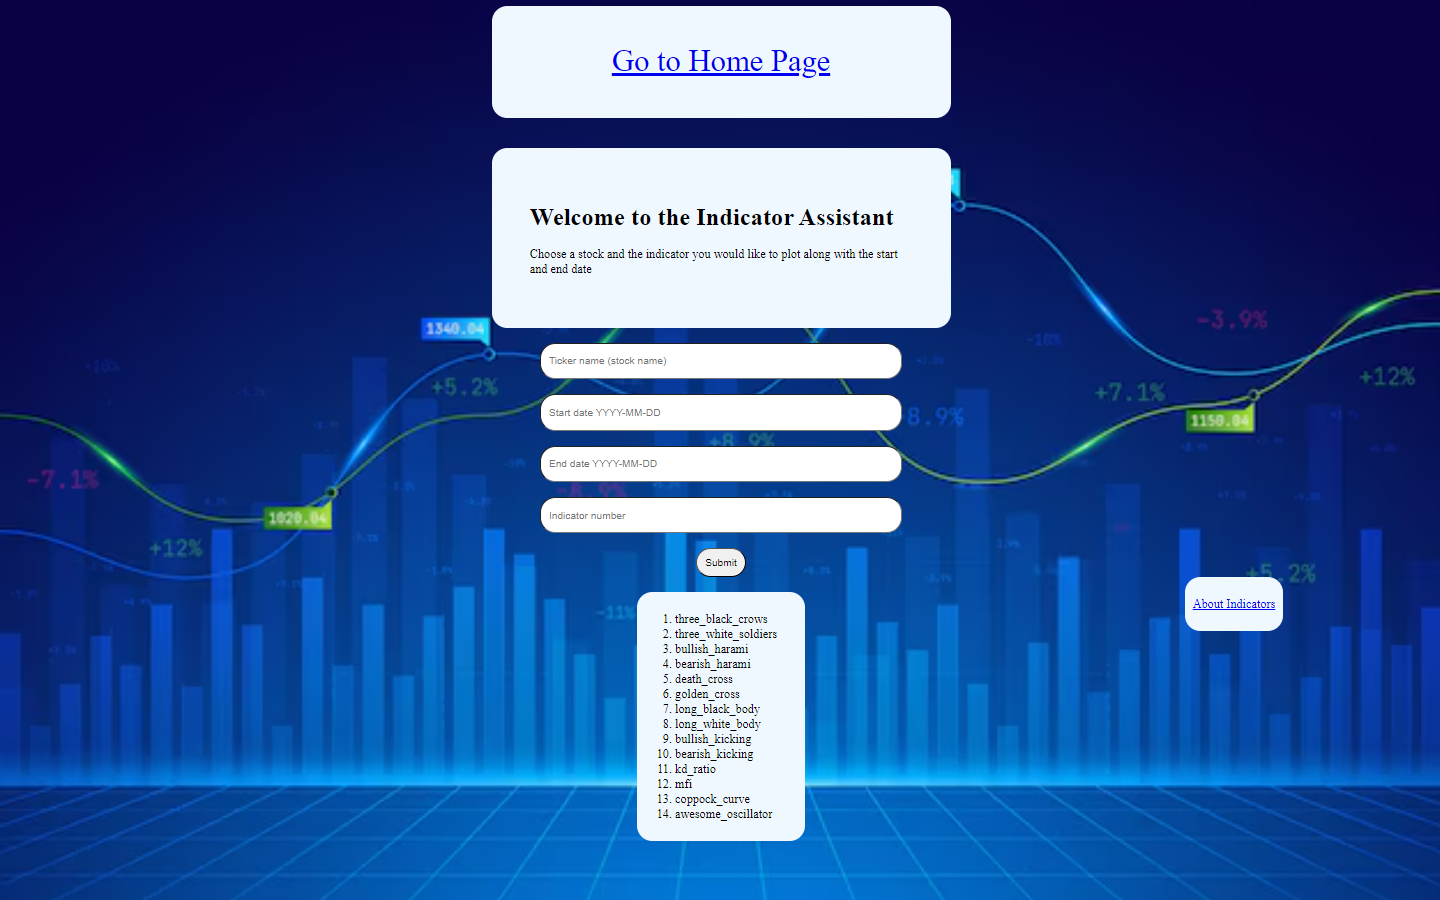 Go to Home Page
Welcome to the Indicator Assistant
Choose a stock and the indicator you would like to plot along with the start
and end date
1340.04
-3.9%
+5.2%
+7.1%
+12%
Ticker name (stock name)
Start date YYYY-MM-DD
8.9%
1150.04
+8.9%
End date YYYY-MM-DD
-7.1%
-8.9%
Indicator number
1020.04
+12%
Submit
+5.2%
About Indicators
-11%
1. three_black_crows
2. three_white_soldiers
3. bullish_harami
4. bearish_harami
5. death_cross
6. golden_cross
7. long_black_body
8. long_white_body
9. bullish_kicking
10. bearish_kicking
11. kd_ratio
12. mfi
13. coppock_curve
14. awesome_oscillator